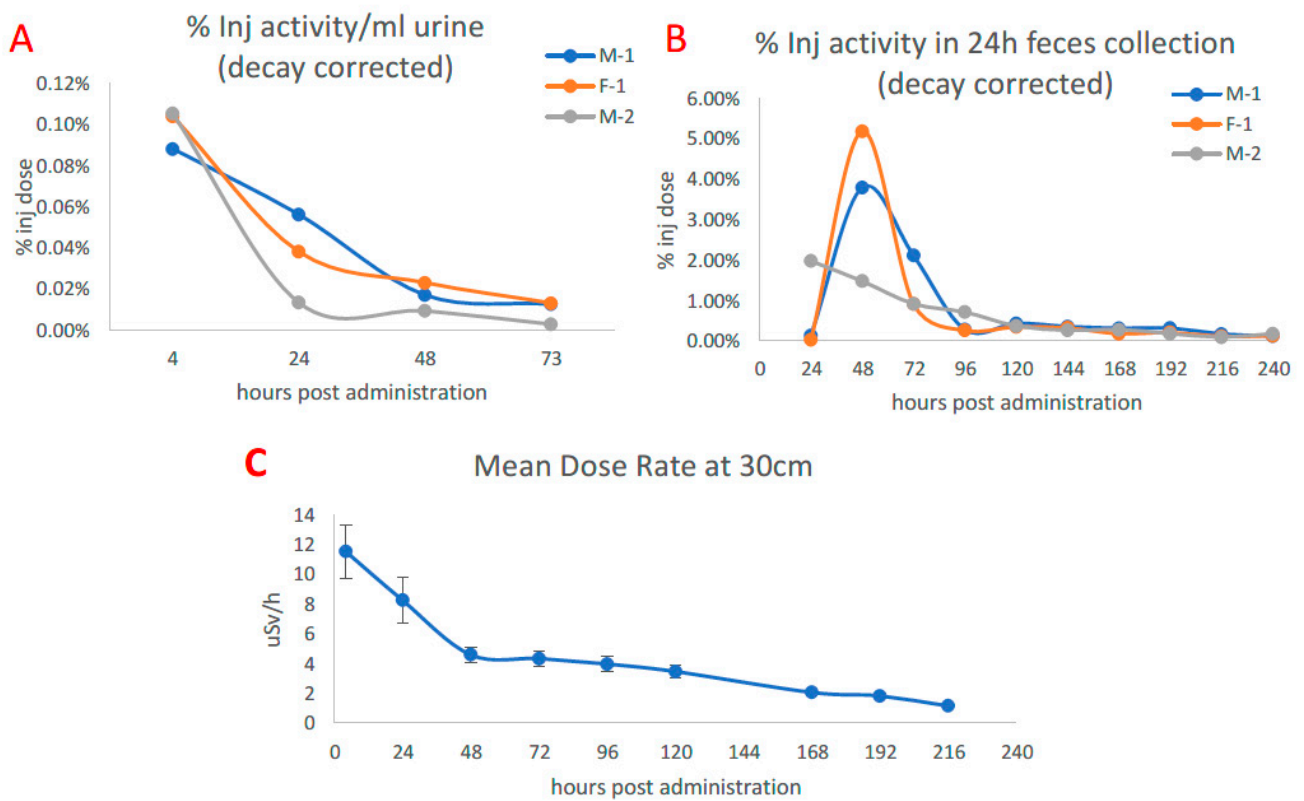 A
% Inj activity/ml urine
(decay corrected)
M-1
F-1
M-2
0.12%
0.10%
0.08%
0.06%
0.04%
0.02%
0.00%
% inj dose
4 24 48 73
hours post administration
B
% Inj activity in 24h feces collection
(decay corrected)
M-1
F-1
M-2
6.00%
5.00%
4.00%
3.00%
2.00%
1.00%
0.00%
% inj dose
0 24 48 72 96 120 144 168 192 216 240
hours post administration
C
Mean Dose Rate at 30cm
14
12
10
8
6
4
2
0
uSv/h
0 24 48 72 96 120 144 168 192 216 240
hours post administration